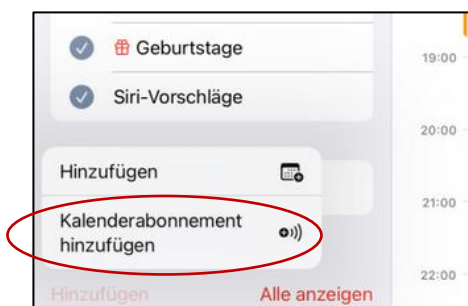 Geburtstage
19:00
Siri-Vorschläge
20:00
Hinzufügen
21:00
Kalenderabonnement
hinzufügen
22:00
Hinzufügen Alle anzeigen